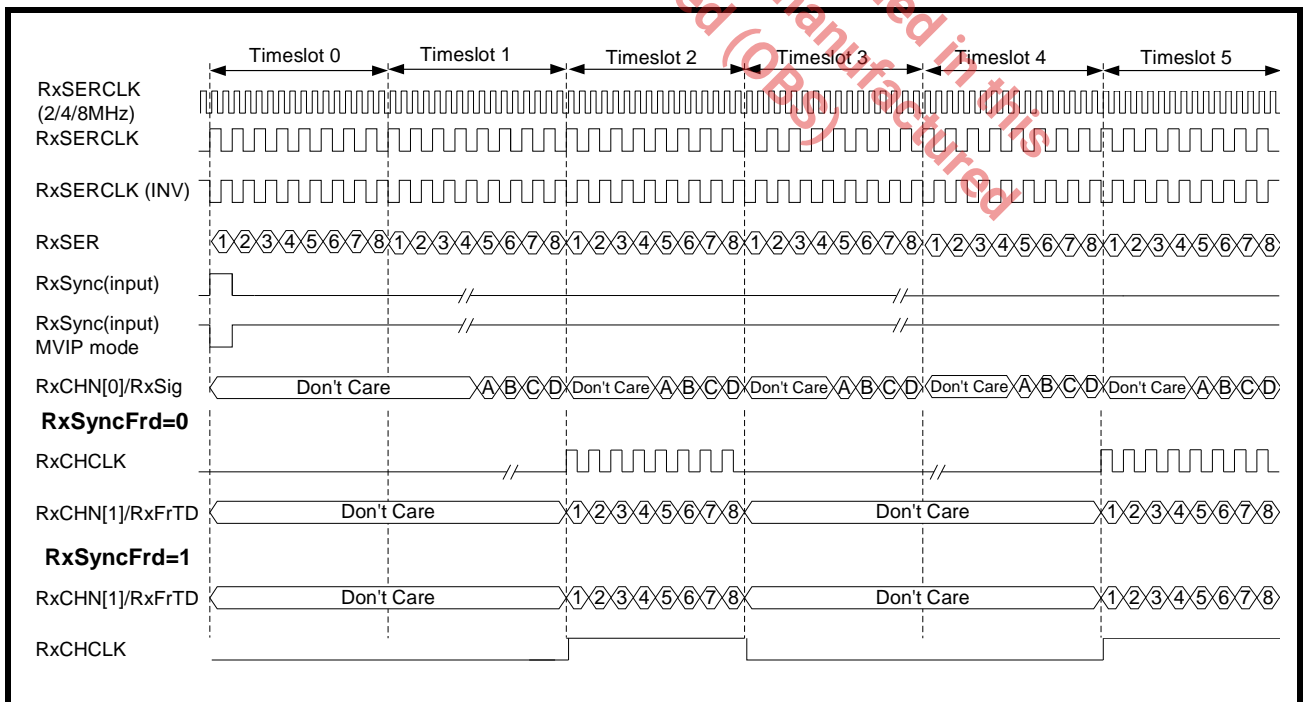 Timeslot 0 Timeslot 1 Timeslot 2 Timeslot 3 Timeslot 4 Timeslot 5
RxSERCLK
(2/4/8MHz)
RxSERCLK
RxSERCLK (INV)
RxSER 1 2 3 4 5 6 7 8 1 2 3 4 5 6 7 8 1 2 3 4 5 6 7 8 1 2 3 4 5 6 7 8 1 2 3 4 5 6 7 8 1 2 3 4 5 6 7 8
RxSync(input)
RxSync(input)
MVIP mode
RxCHN[0]/RxSig Don't Care A B C D Don't Care A B C D Don't Care A B C D Don't Care A B C D Don't Care A B C D
RxSyncFrd=0
RxCHCLK
RxCHN[1]/RxFrTD Don't Care 1 2 3 4 5 6 7 8 Don't Care 1 2 3 4 5 6 7 8
RxSyncFrd=1
RxCHN[1]/RxFrTD Don't Care 1 2 3 4 5 6 7 8 Don't Care 1 2 3 4 5 6 7 8
RxCHCLK
ed in this
manufactured
d (OBS)